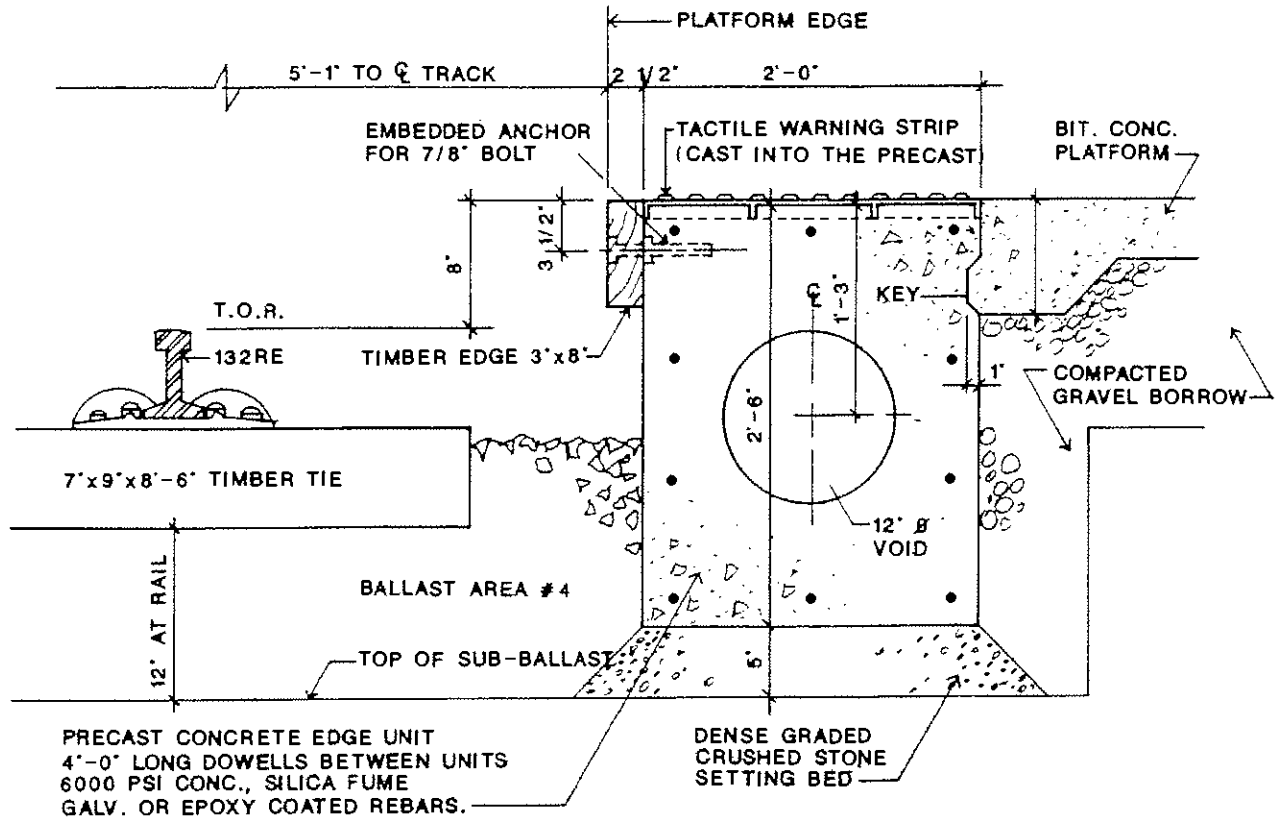 PLATFORM EDGE
5'-1" TO ℄ TRACK
2 1/2"
2'-0"
EMBEDDED ANCHOR
FOR 7/8" BOLT
TACTILE WARNING STRIP
(CAST INTO THE PRECAST)
BIT. CONC.
PLATFORM
8"
3 1/2"
T.O.R.
132RE
TIMBER EDGE 3"x8"
℄
1'-3"
KEY
1"
COMPACTED
GRAVEL BORROW
2'-6"
7"x9"x8'-6" TIMBER TIE
12" Ø
VOID
12" AT RAIL
BALLAST AREA #4
TOP OF SUB-BALLAST
5"
PRECAST CONCRETE EDGE UNIT
4'-0" LONG DOWELLS BETWEEN UNITS
6000 PSI CONC., SILICA FUME
GALV. OR EPOXY COATED REBARS.
DENSE GRADED
CRUSHED STONE
SETTING BED